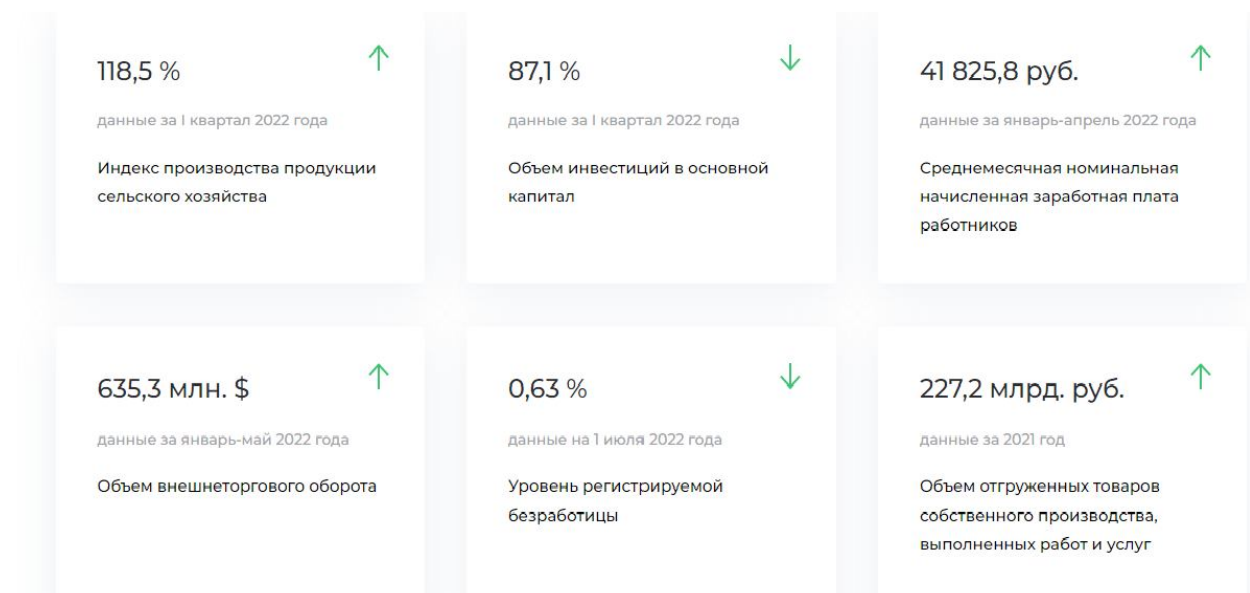 118,5 %
данные за I квартал 2022 года
Индекс производства продукции
сельского хозяйства
87,1 %
данные за I квартал 2022 года
Объем инвестиций в основной
капитал
41 825,8 руб.
данные за январь-апрель 2022 года
Среднемесячная номинальная
начисленная заработная плата
работников
635,3 млн. $
данные за январь-май 2022 года
Объем внешнеторгового оборота
0,63 %
данные на 1 июля 2022 года
Уровень регистрируемой
безработицы
227,2 млрд. руб.
данные за 2021 год
Объем отгруженных товаров
собственного производства,
выполненных работ и услуг